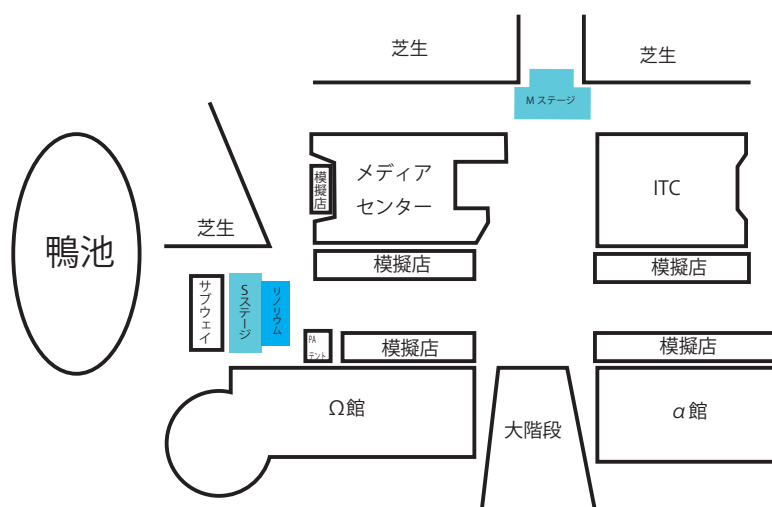 芝生
芝生
M ステージ
模擬店
メディア
センター
ITC
芝生
鴨池
模擬店
模擬店
サブウェイ
Sステージ
リノリウム
PA
テント
模擬店
模擬店
Ω館
大階段
α館